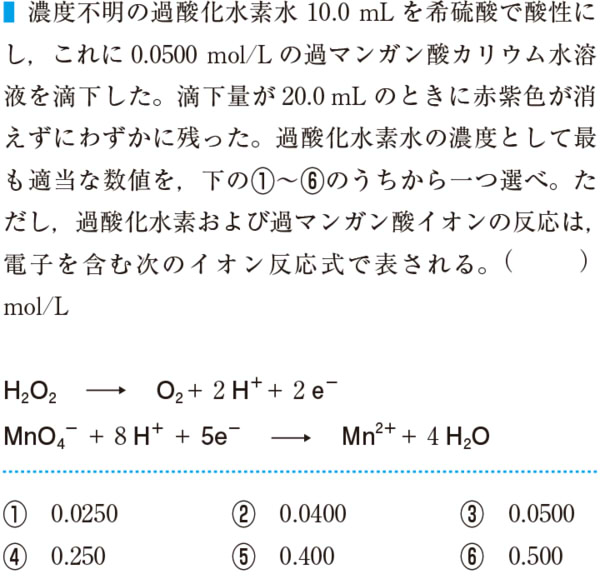 濃度不明の過酸化水素水 10.0 mL を希硫酸で酸性に
し，これに 0.0500 mol/L の過マンガン酸カリウム水溶
液を滴下した。滴下量が 20.0 mL のときに赤紫色が消
えずにわずかに残った。過酸化水素水の濃度として最
も適当な数値を，下の①〜⑥のうちから一つ選べ。た
だし，過酸化水素および過マンガン酸イオンの反応は，
電子を含む次のイオン反応式で表される。（　　）
mol/L
H₂O₂ ⟶ O₂ + 2 H⁺ + 2 e⁻
MnO₄⁻ + 8 H⁺ + 5e⁻ ⟶ Mn²⁺ + 4 H₂O
① 0.0250 ② 0.0400 ③ 0.0500
④ 0.250 ⑤ 0.400 ⑥ 0.500